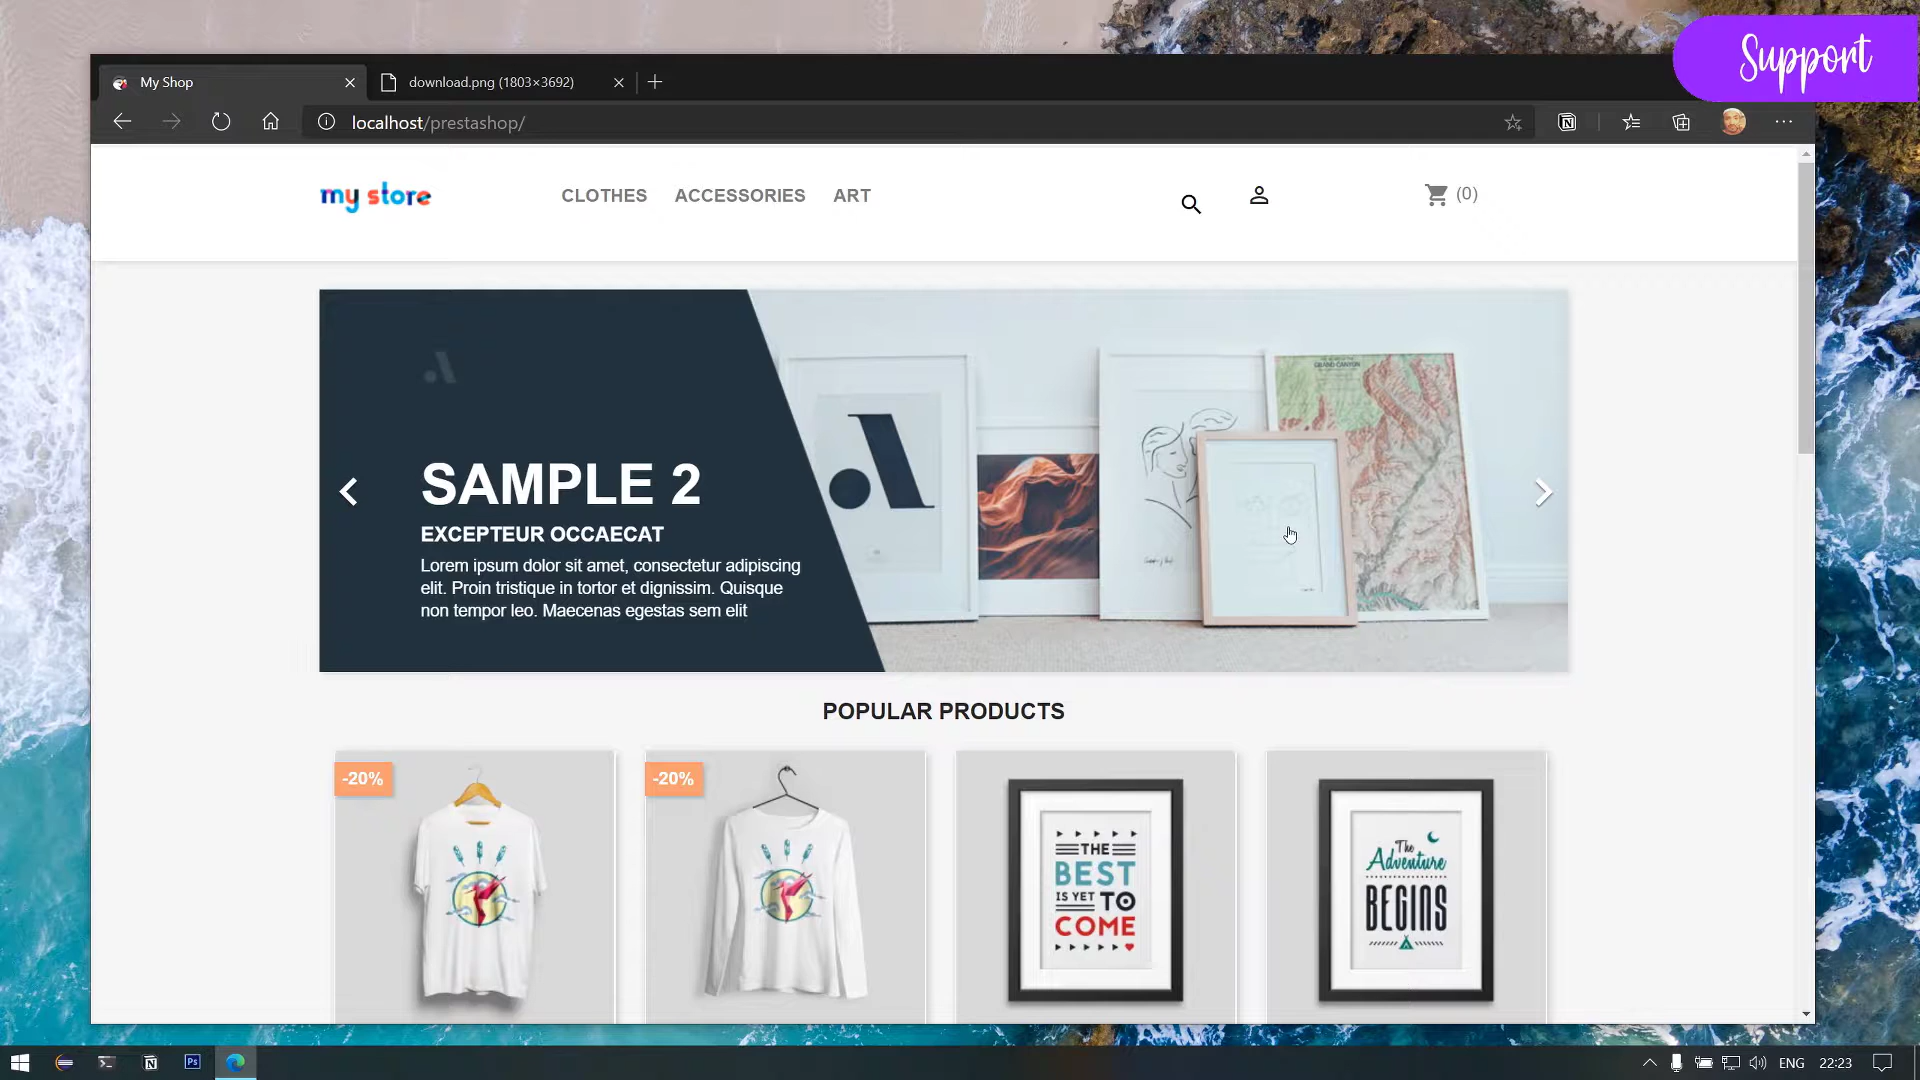 Support
My Shop
download.png (1803×3692)
localhost/prestashop/
my store
CLOTHES
ACCESSORIES
ART
(0)
GRAND CANYON
SAMPLE 2
EXCEPTEUR OCCAECAT
Lorem ipsum dolor sit amet, consectetur adipiscing
elit. Proin tristique in tortor et dignissim. Quisque
non tempor leo. Maecenas egestas sem elit
POPULAR PRODUCTS
-20%
-20%
THE
BEST
IS YET TO
COME
The
Adventure
BEGINS
Ps
ENG
22:23